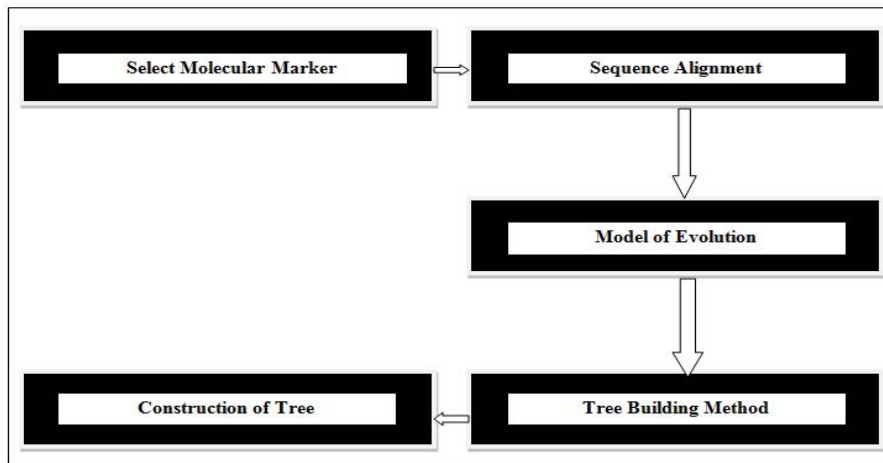 Select Molecular Marker
Sequence Alignment
Model of Evolution
Tree Building Method
Construction of Tree